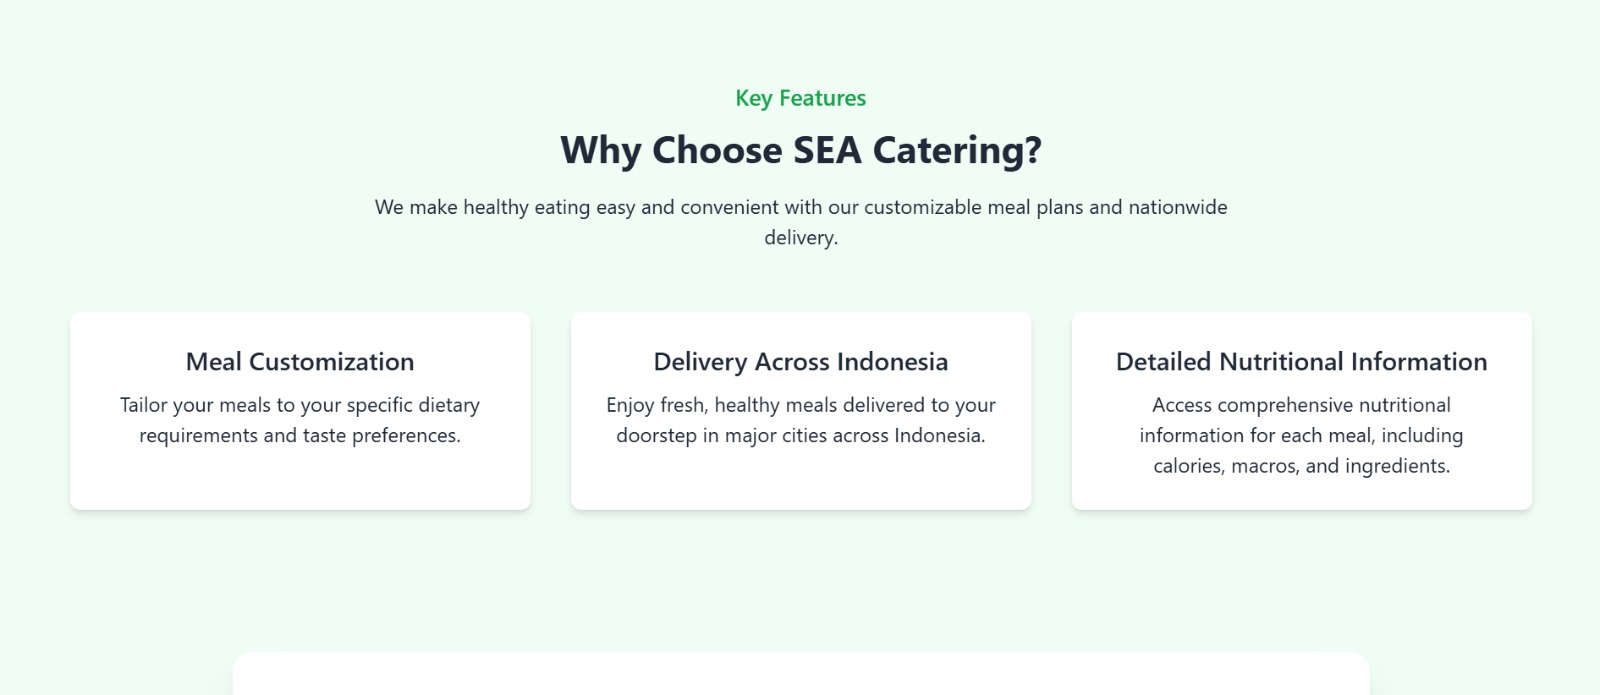 Key Features
Why Choose SEA Catering?
We make healthy eating easy and convenient with our customizable meal plans and nationwide
delivery.
Meal Customization
Tailor your meals to your specific dietary
requirements and taste preferences.
Delivery Across Indonesia
Enjoy fresh, healthy meals delivered to your
doorstep in major cities across Indonesia.
Detailed Nutritional Information
Access comprehensive nutritional
information for each meal, including
calories, macros, and ingredients.